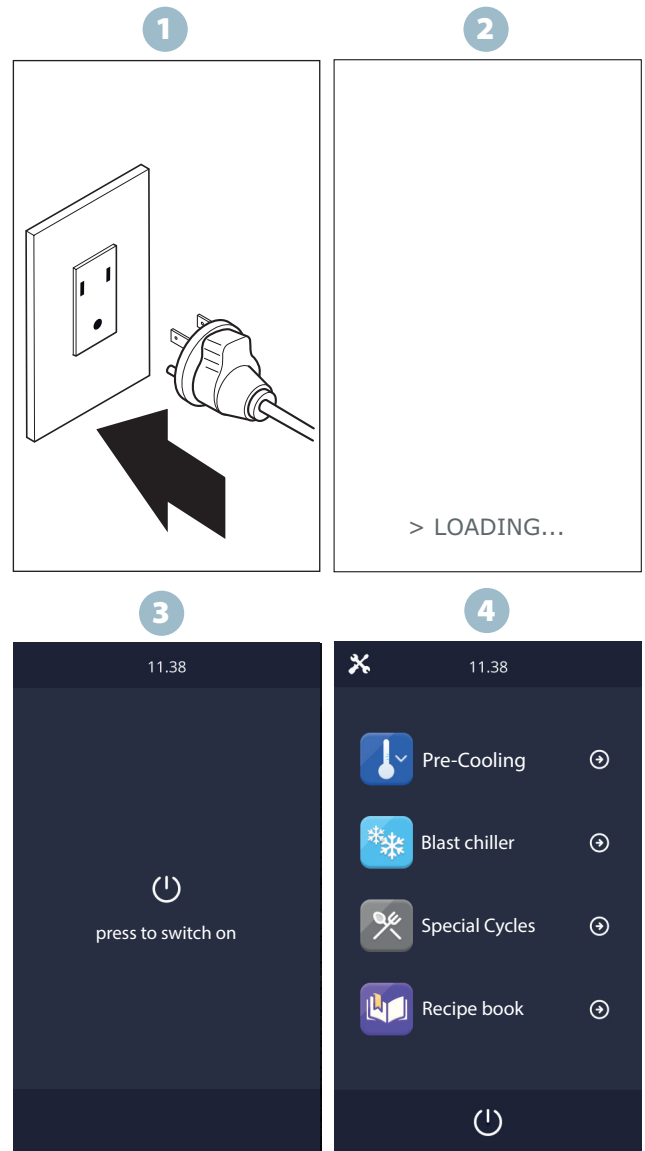 1
2
> LOADING...
3
4
11.38
press to switch on
11.38
Pre-Cooling
Blast chiller
Special Cycles
Recipe book